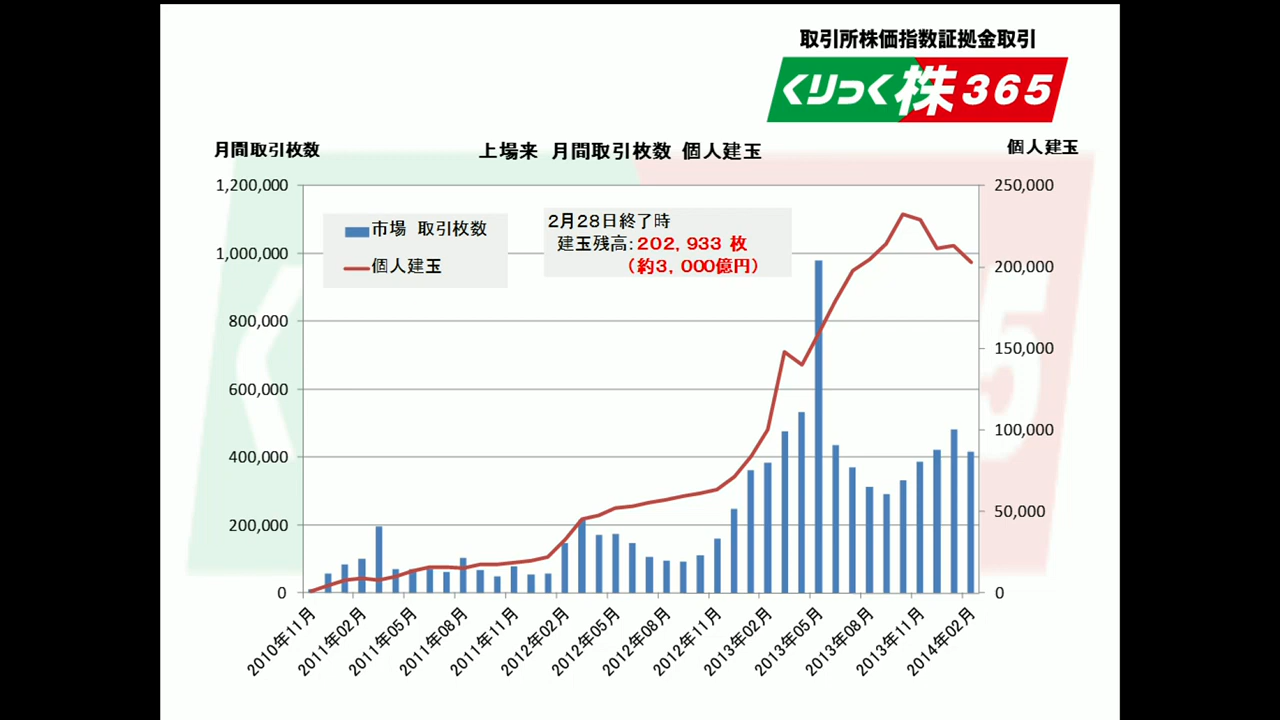 取引所株価指数証拠金取引
くりっく株365
月間取引枚数
上場来 月間取引枚数 個人建玉
個人建玉
1,200,000
1,000,000
800,000
600,000
400,000
200,000
0
250,000
200,000
150,000
100,000
50,000
0
市場 取引枚数
個人建玉
2月28日終了時
建玉残高:202,933 枚
(約3,000億円)
2010年11月
2011年02月
2011年05月
2011年08月
2011年11月
2012年02月
2012年05月
2012年08月
2012年11月
2013年02月
2013年05月
2013年08月
2013年11月
2014年02月